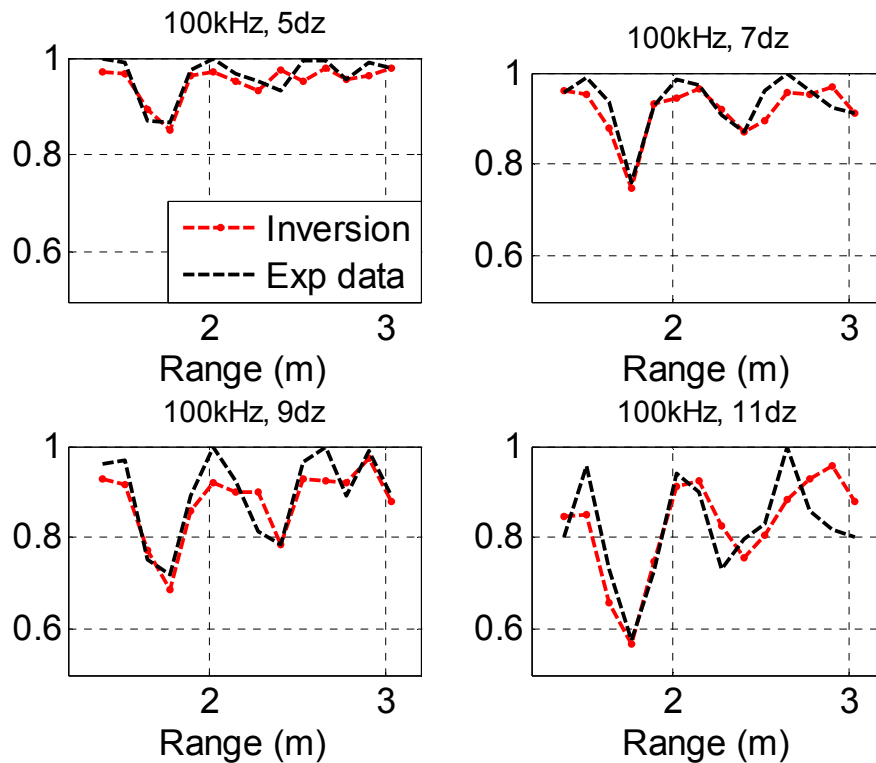 100kHz, 5dz
1
0.8
0.6
Inversion
Exp data
2
3
Range (m)
100kHz, 7dz
1
0.8
0.6
2
3
Range (m)
100kHz, 9dz
1
0.8
0.6
2
3
Range (m)
100kHz, 11dz
1
0.8
0.6
2
3
Range (m)